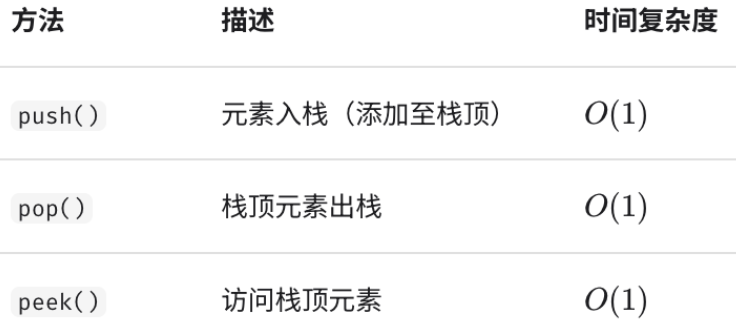 方法 描述 时间复杂度
push() 元素入栈（添加至栈顶） O(1)
pop() 栈顶元素出栈 O(1)
peek() 访问栈顶元素 O(1)